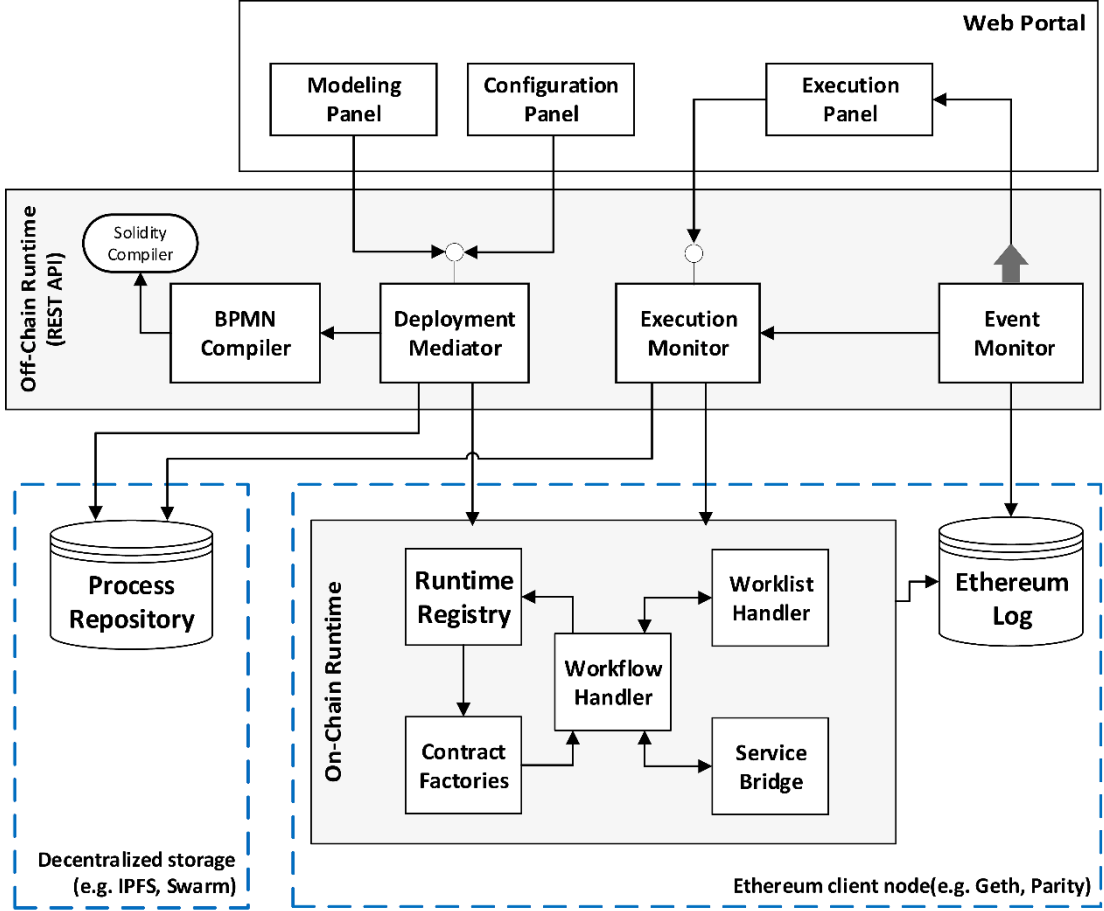 Web Portal
Modeling
Panel
Configuration
Panel
Execution
Panel
Off-Chain Runtime
(REST API)
Solidity
Compiler
BPMN
Compiler
Deployment
Mediator
Execution
Monitor
Event
Monitor
Process
Repository
Decentralized storage
(e.g. IPFS, Swarm)
On-Chain Runtime
Runtime
Registry
Worklist
Handler
Workflow
Handler
Contract
Factories
Service
Bridge
Ethereum
Log
Ethereum client node(e.g. Geth, Parity)